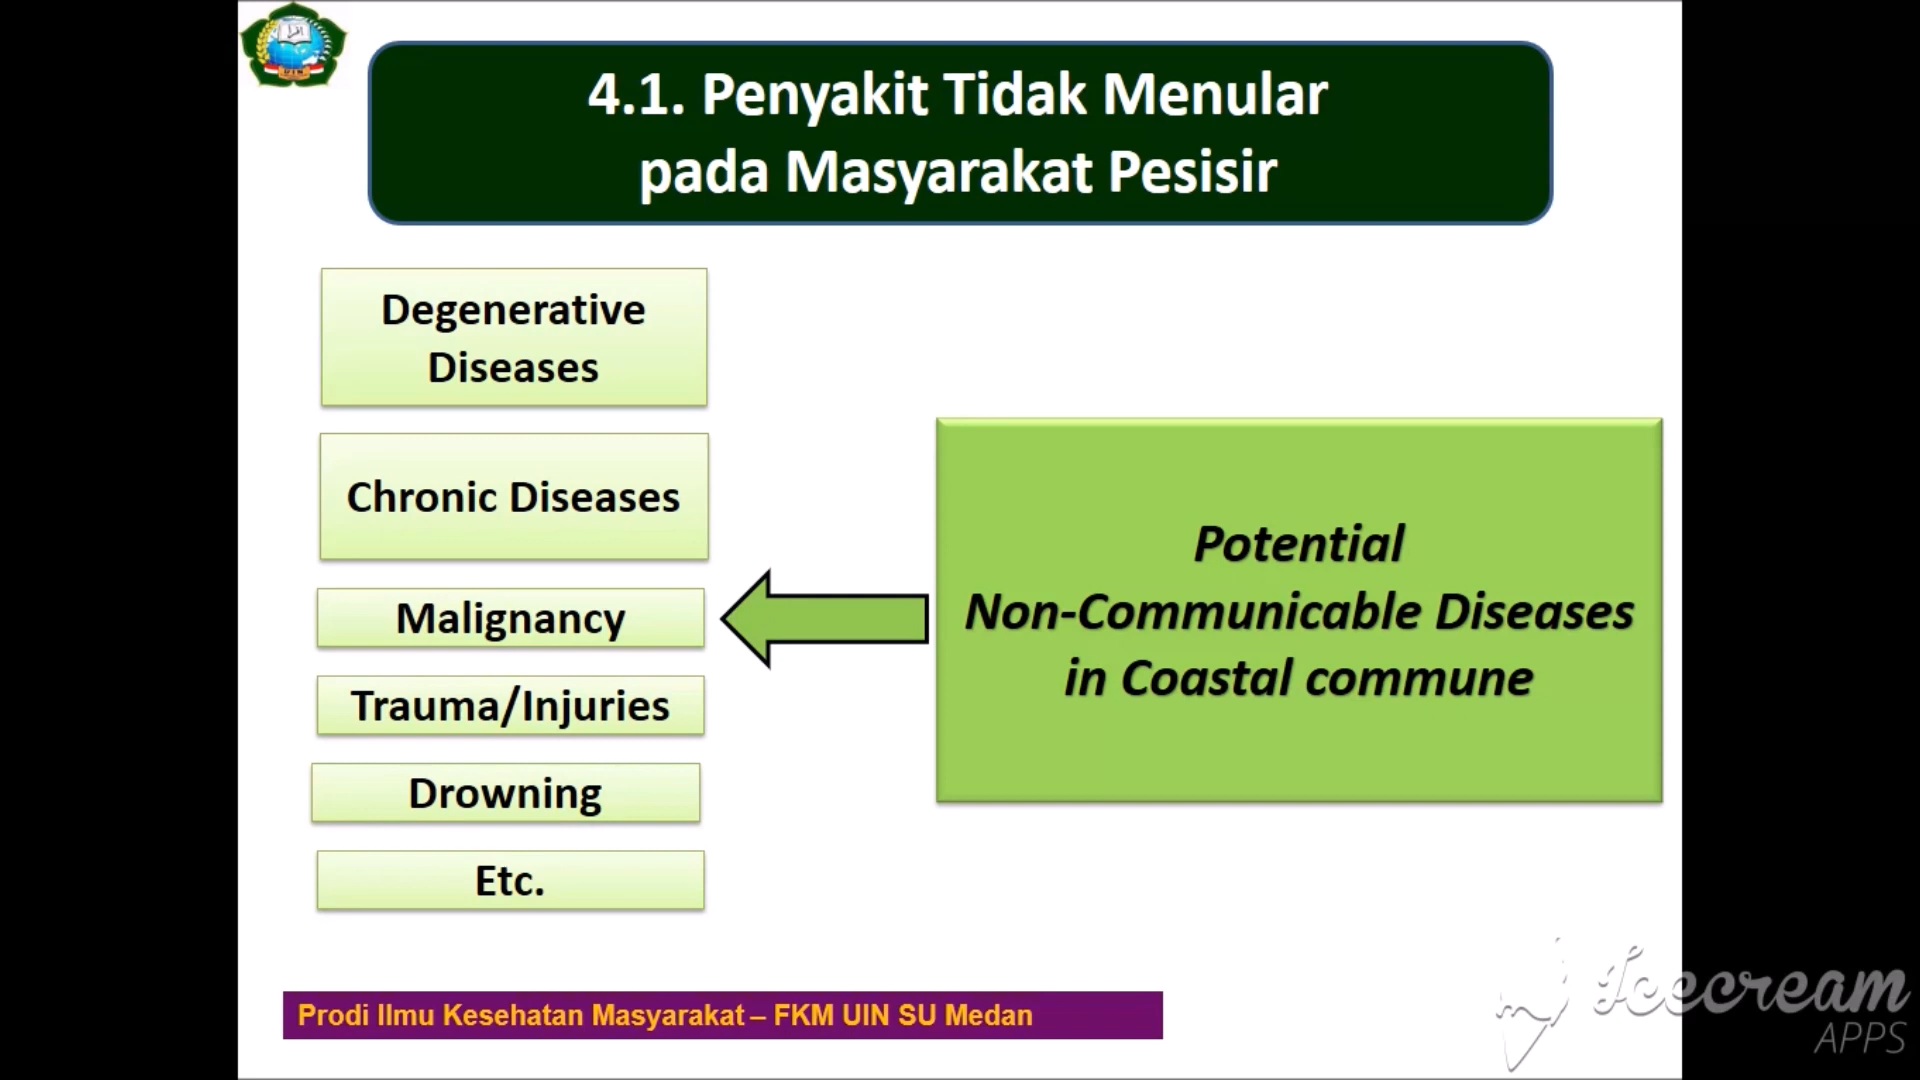 4.1. Penyakit Tidak Menular
pada Masyarakat Pesisir
Degenerative
Diseases
Chronic Diseases
Malignancy
Trauma/Injuries
Drowning
Etc.
Potential
Non-Communicable Diseases
in Coastal commune
Prodi Ilmu Kesehatan Masyarakat – FKM UIN SU Medan
Icecream
APPS
UIN